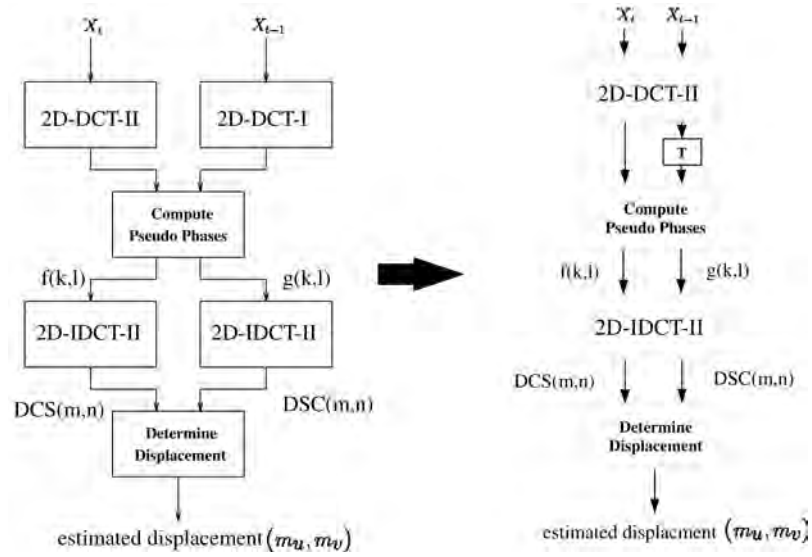 X_t X_{t-1}
2D-DCT-II 2D-DCT-I
Compute
Pseudo Phases
f(k,l) g(k,l)
2D-IDCT-II 2D-IDCT-II
DCS(m,n) DSC(m,n)
Determine
Displacement
estimated displacement (m_u, m_v)
X_t X_{t-1}
2D-DCT-II
T
Compute
Pseudo Phases
f(k,l) g(k,l)
2D-IDCT-II
DCS(m,n) DSC(m,n)
Determine
Displacement
estimated displacment (m_u, m_v)